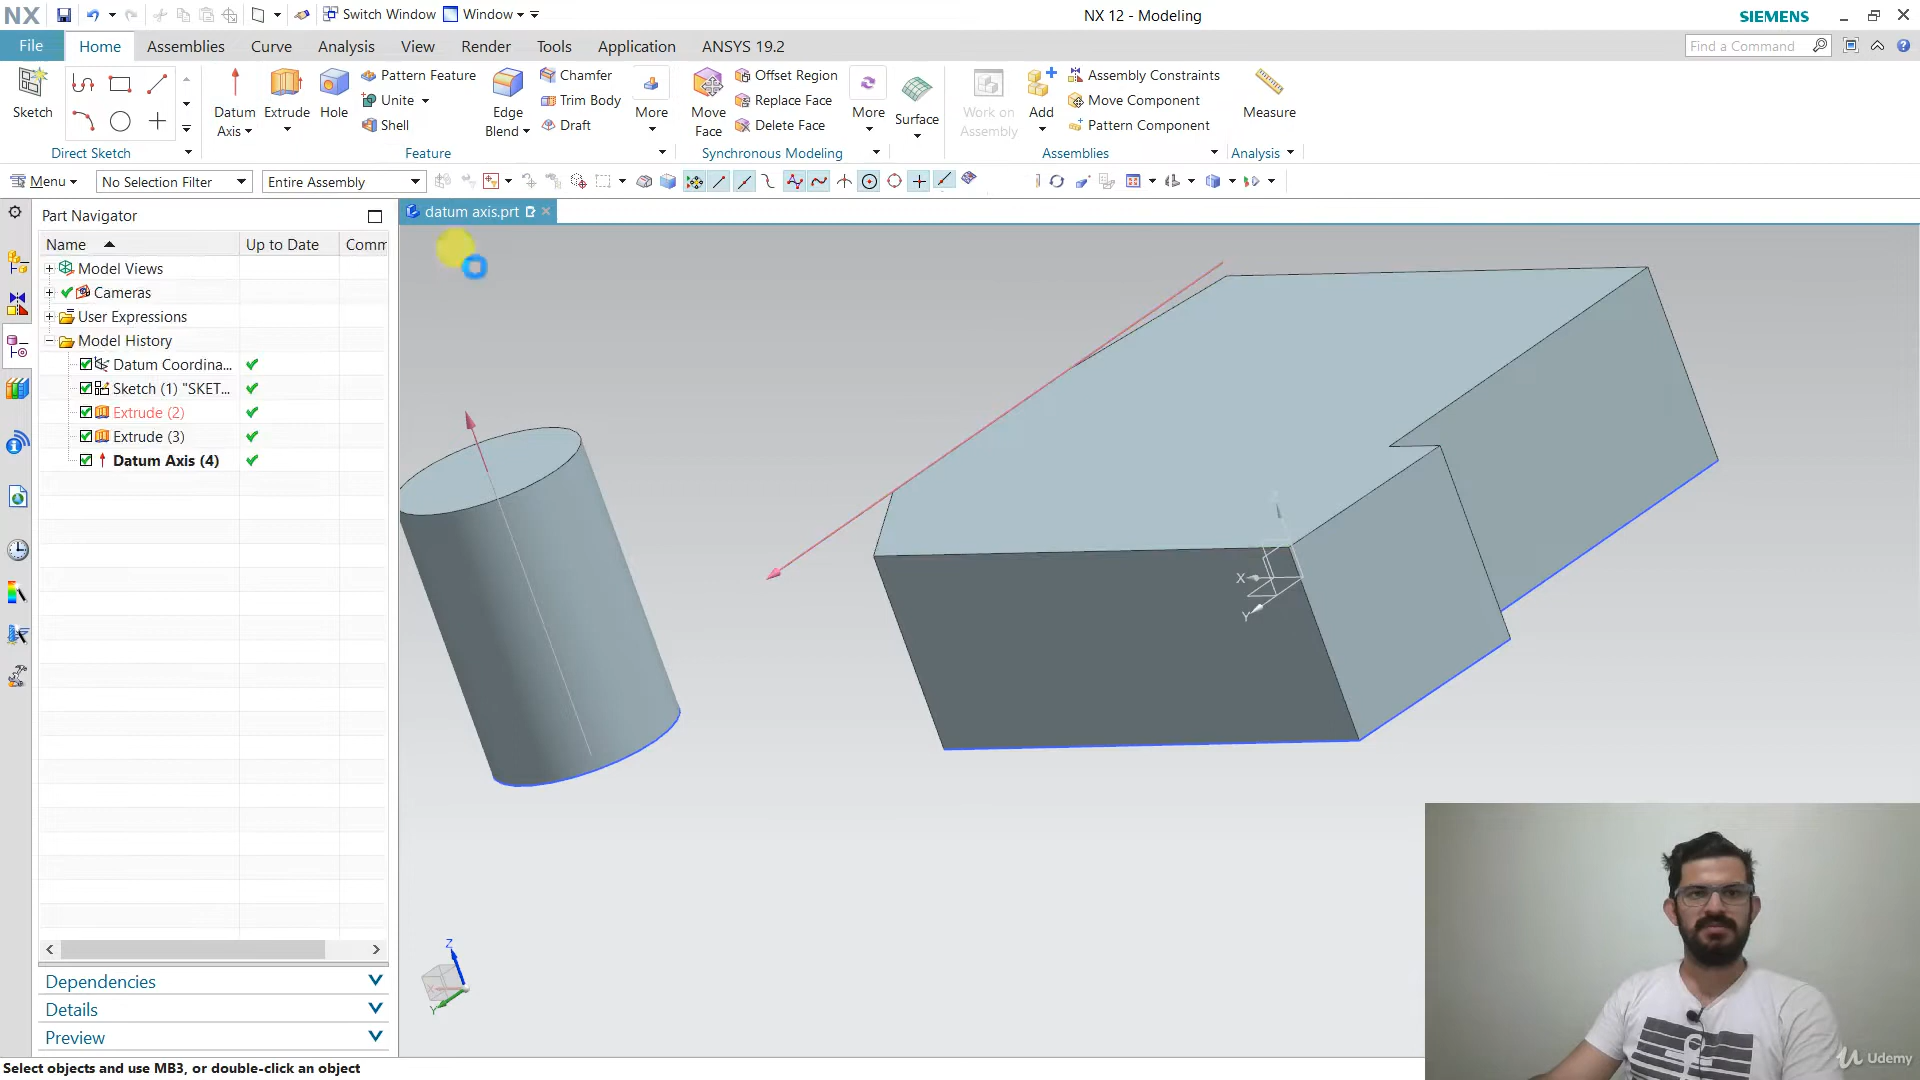 NX
Switch Window
Window
NX 12 - Modeling
SIEMENS
File
Home
Assemblies
Curve
Analysis
View
Render
Tools
Application
ANSYS 19.2
Find a Command
Sketch
Direct Sketch
Datum Axis
Extrude
Hole
Pattern Feature
Unite
Shell
Edge Blend
Chamfer
Trim Body
Draft
More
Feature
Move Face
Offset Region
Replace Face
Delete Face
More
Synchronous Modeling
Surface
Work on Assembly
Add
Assembly Constraints
Move Component
Pattern Component
Assemblies
Measure
Analysis
Menu
No Selection Filter
Entire Assembly
Part Navigator
datum axis.prt
Name
Up to Date
Comm
Model Views
Cameras
User Expressions
Model History
Datum Coordina...
Sketch (1) "SKET...
Extrude (2)
Extrude (3)
Datum Axis (4)
Z
X
Y
Z
X
Y
Dependencies
Details
Preview
Select objects and use MB3, or double-click an object
Udemy